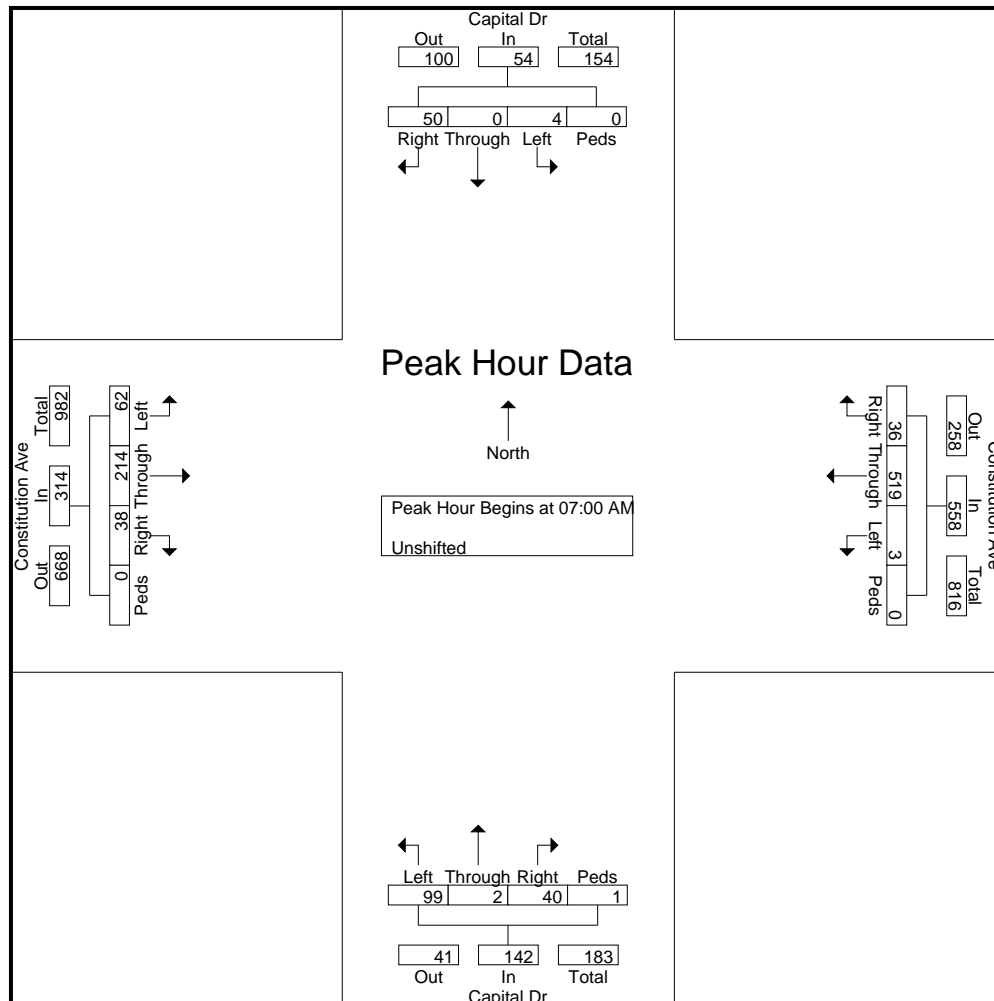 Capital Dr
Out In Total
100 54 154
50 0 4 0
Right Through Left Peds
Peak Hour Data
North
Peak Hour Begins at 07:00 AM
Unshifted
Constitution Ave
Total In Out
982 314 668
62 214 38 0
Left Through Right Peds
Constitution Ave
Out In Total
258 558 816
36 519 3 0
Right Through Left Peds
Left Through Right Peds
99 2 40 1
41 142 183
Out In Total
Capital Dr